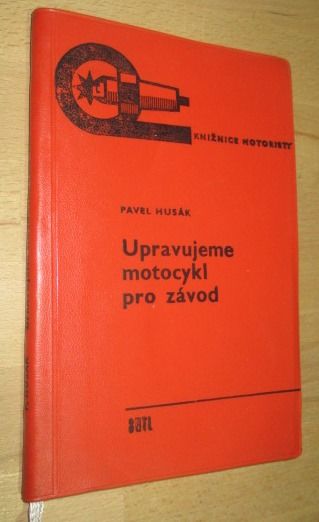 KNIŽNICE MOTORISTY
PAVEL HUSÁK
Upravujeme
motocykl
pro závod
SNTL